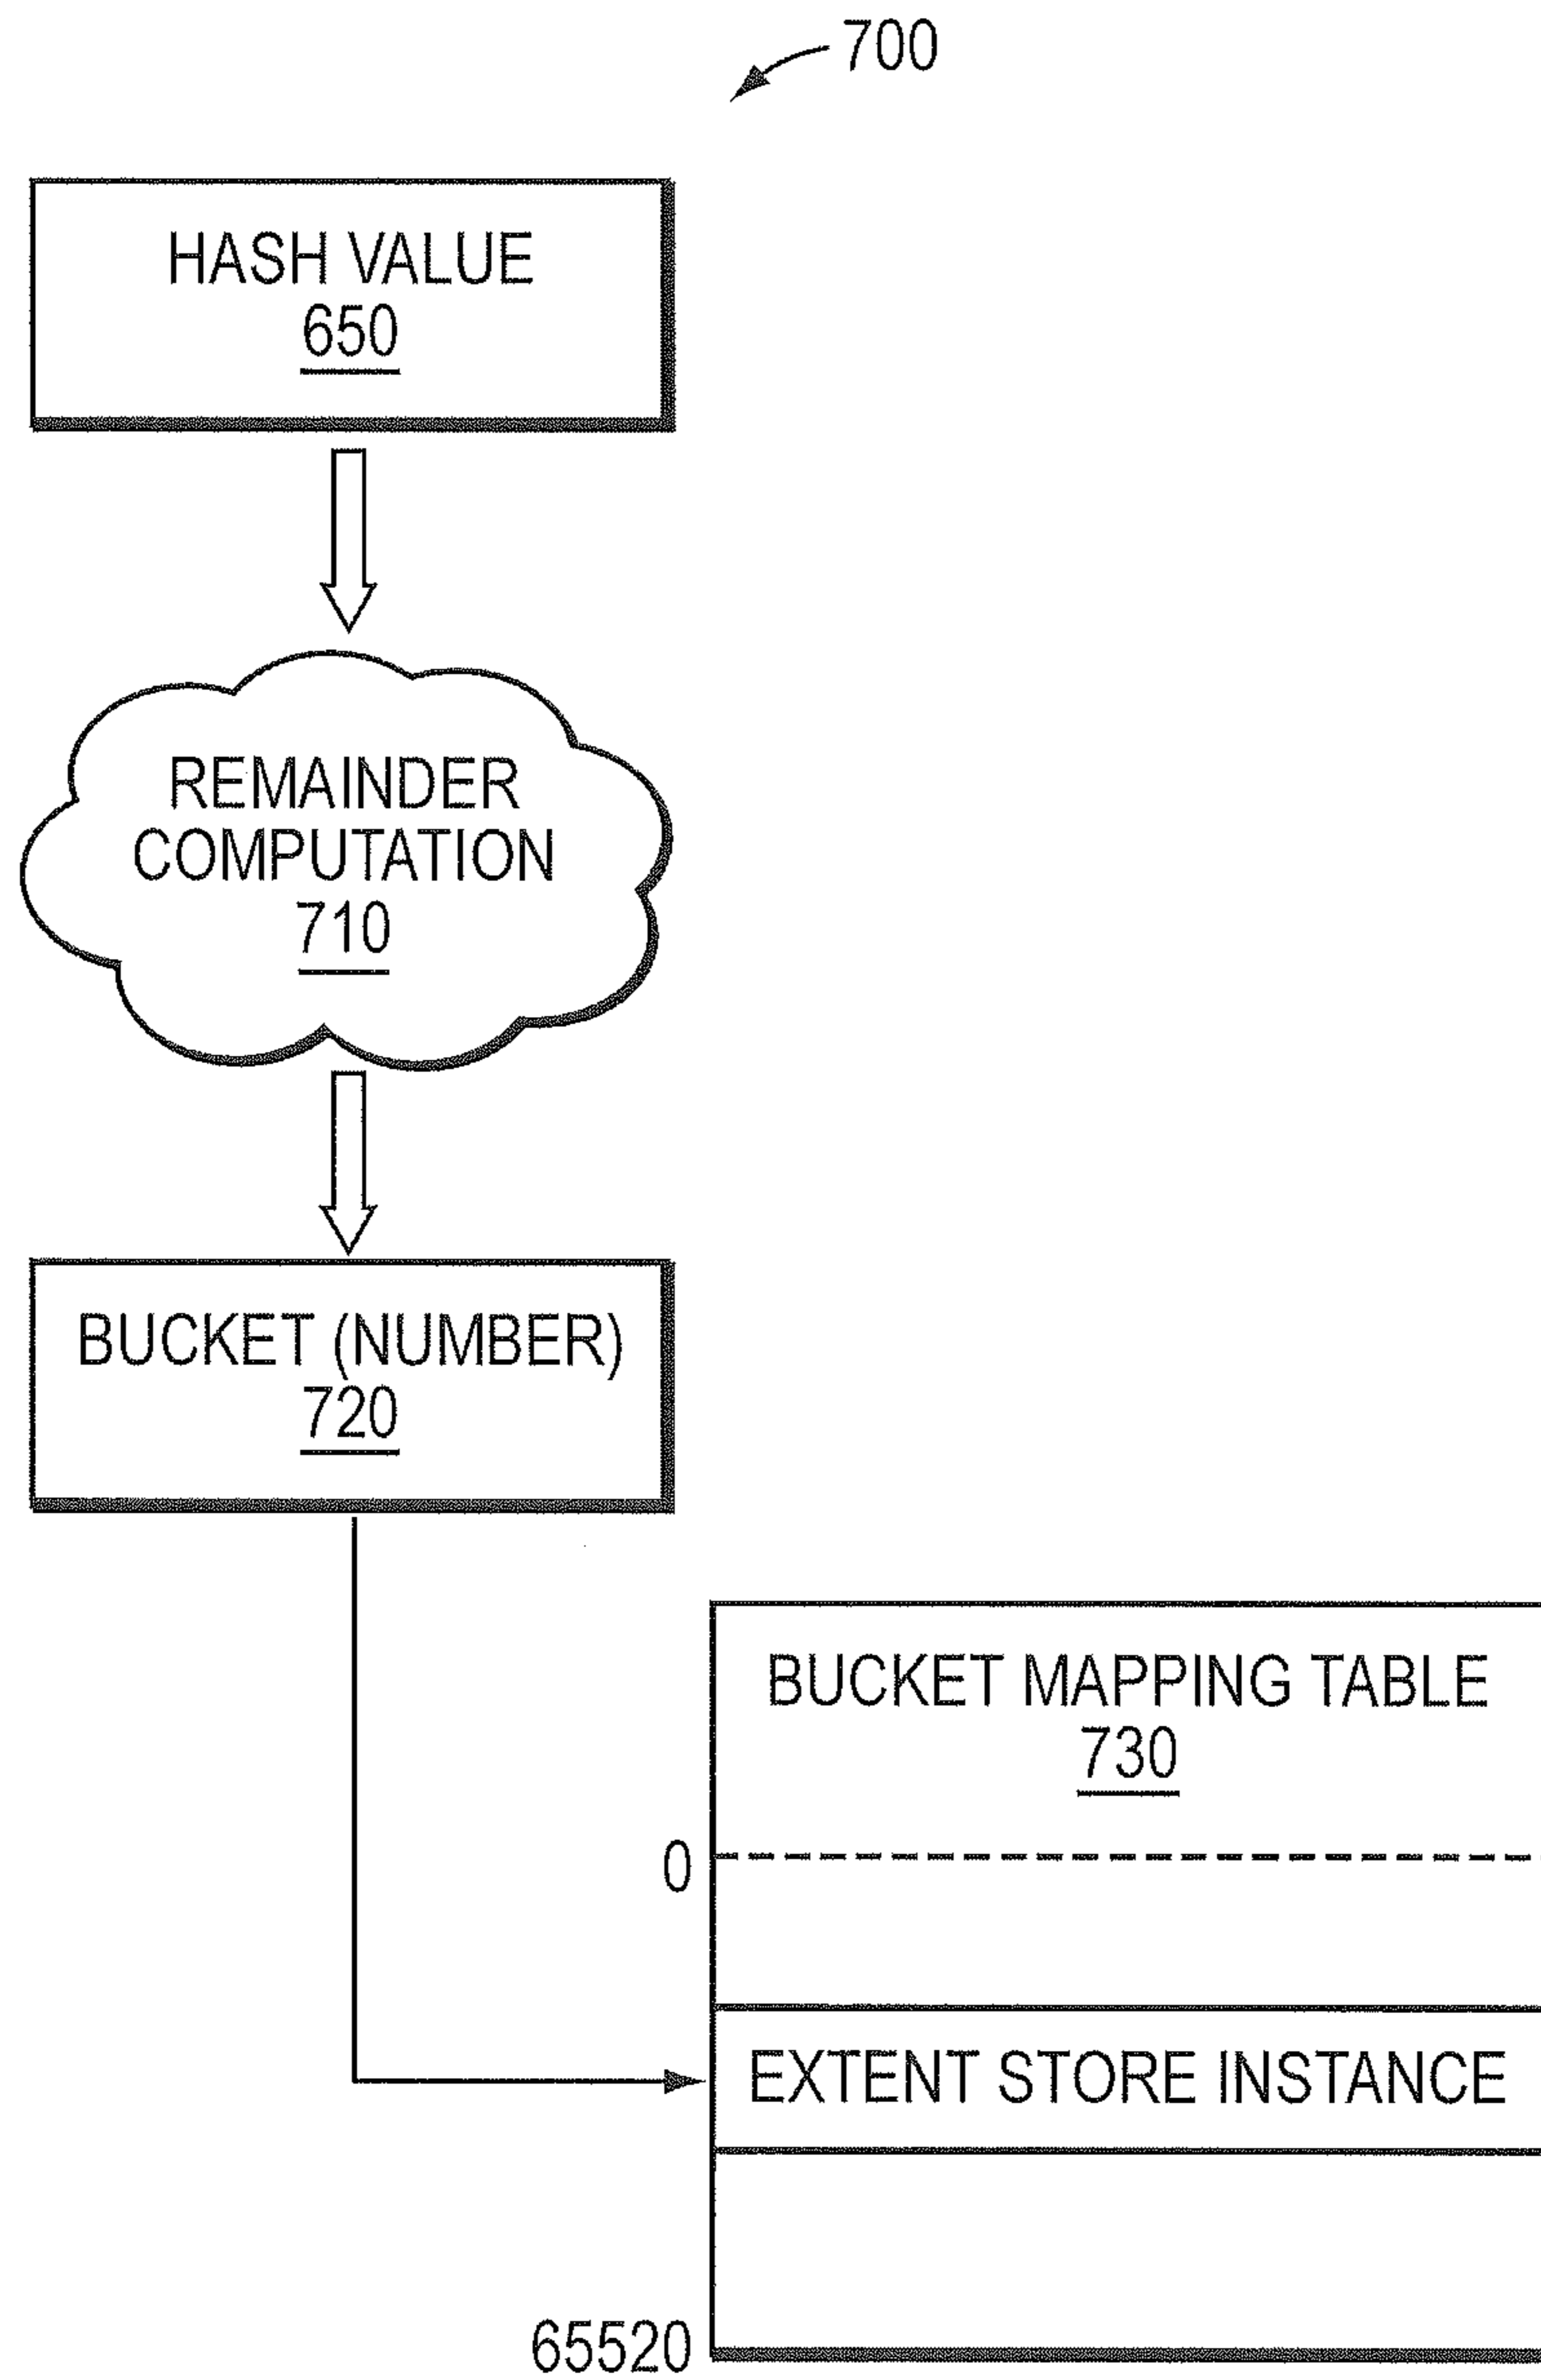 700
HASH VALUE
650
REMAINDER
COMPUTATION
710
BUCKET (NUMBER)
720
BUCKET MAPPING TABLE
730
0
EXTENT STORE INSTANCE
65520